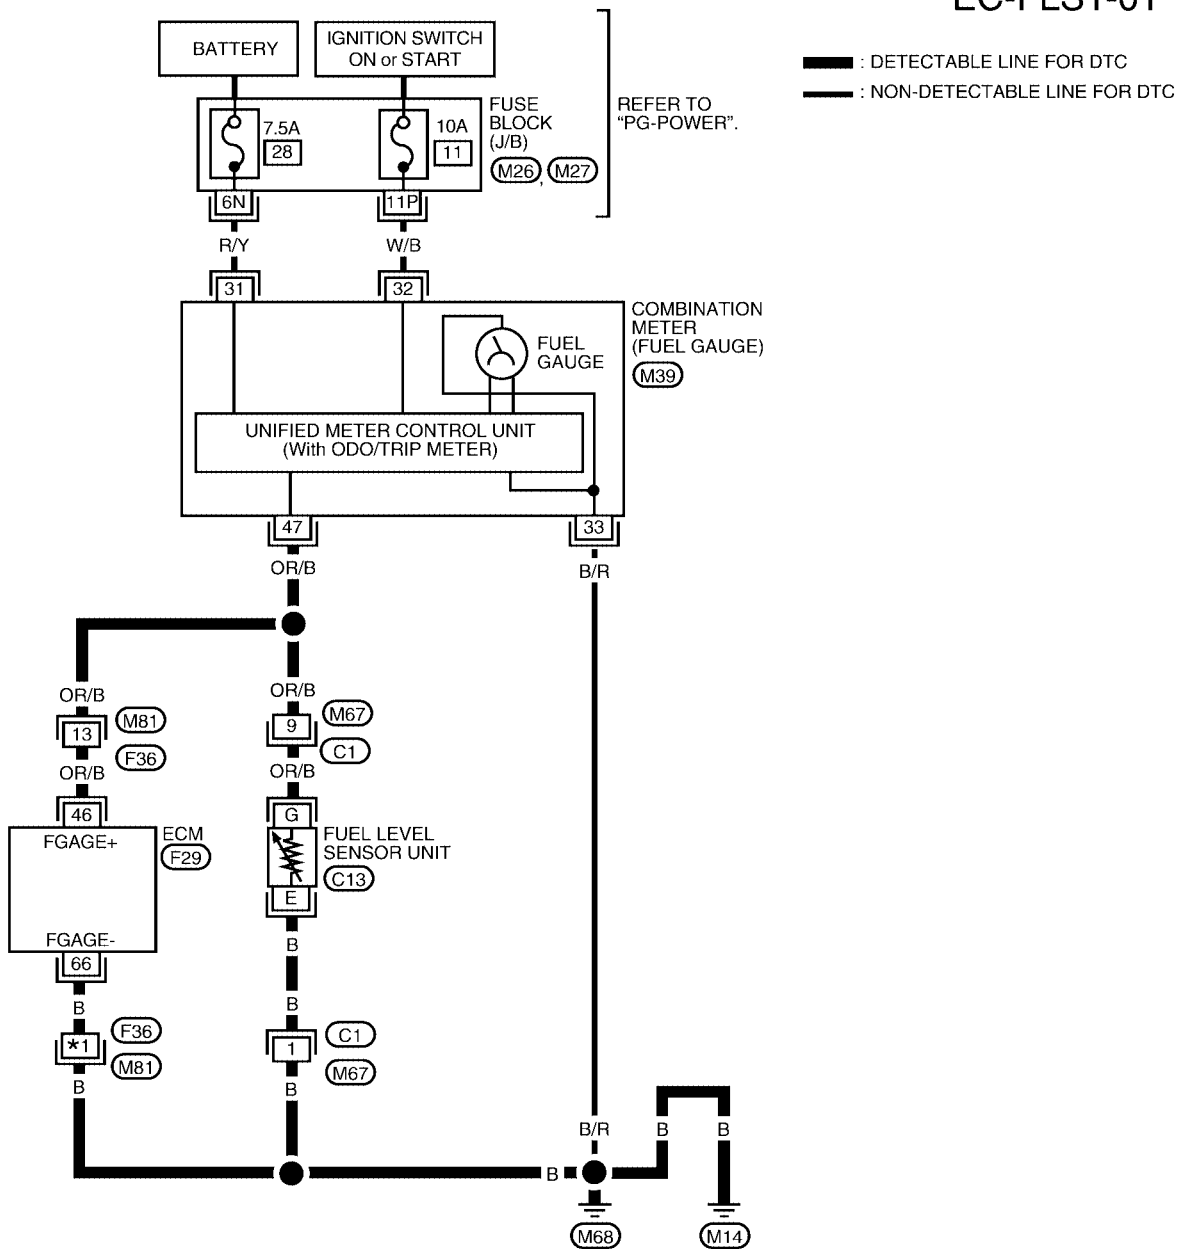 BATTERY
IGNITION SWITCH
ON or START
: DETECTABLE LINE FOR DTC
: NON-DETECTABLE LINE FOR DTC
7.5A
28
10A
11
FUSE
BLOCK
(J/B)
M26, M27
REFER TO
"PG-POWER".
6N
11P
R/Y
W/B
31
32
COMBINATION
METER
(FUEL GAUGE)
M39
FUEL
GAUGE
UNIFIED METER CONTROL UNIT
(With ODO/TRIP METER)
47
33
OR/B
B/R
OR/B
OR/B
13
M81
F36
9
M67
C1
OR/B
OR/B
46
G
FGAGE+
ECM
F29
FUEL LEVEL
SENSOR UNIT
C13
E
FGAGE-
66
B
B
B
*1
F36
M81
1
C1
M67
B
B
B/R
B
B
B
M68
M14